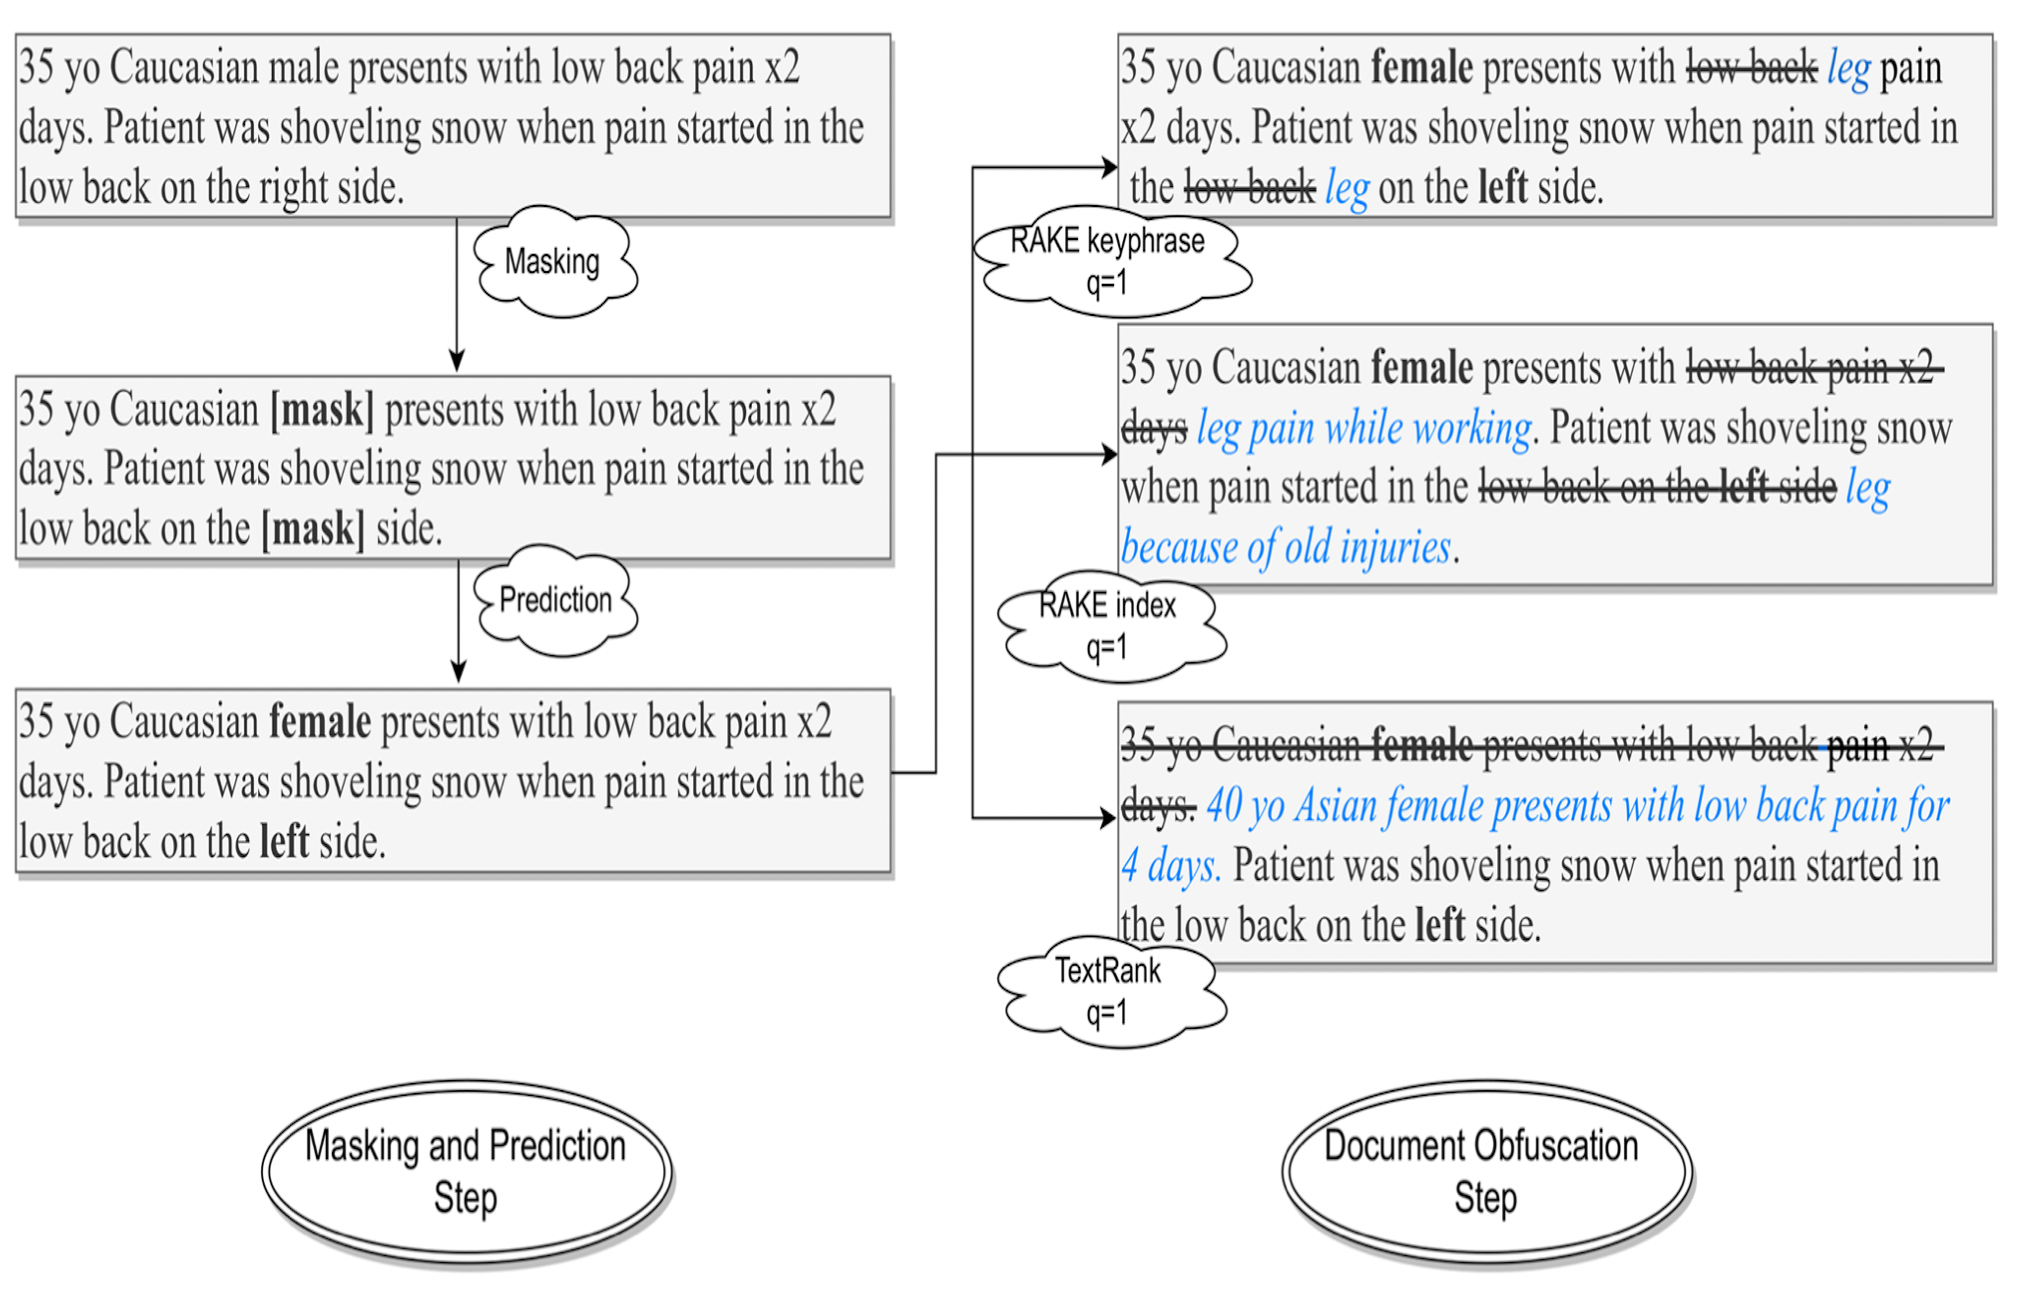 35 yo Caucasian male presents with low back pain x2
days. Patient was shoveling snow when pain started in the
low back on the right side.
Masking
35 yo Caucasian [mask] presents with low back pain x2
days. Patient was shoveling snow when pain started in the
low back on the [mask] side.
Prediction
35 yo Caucasian female presents with low back pain x2
days. Patient was shoveling snow when pain started in the
low back on the left side.
Masking and Prediction
Step
35 yo Caucasian female presents with low back leg pain
x2 days. Patient was shoveling snow when pain started in
the low back leg on the left side.
RAKE keyphrase
q=1
35 yo Caucasian female presents with low back pain x2
days leg pain while working. Patient was shoveling snow
when pain started in the low back on the left side leg
because of old injuries.
RAKE index
q=1
35 yo Caucasian female presents with low back pain x2
days. 40 yo Asian female presents with low back pain for
4 days. Patient was shoveling snow when pain started in
the low back on the left side.
TextRank
q=1
Document Obfuscation
Step